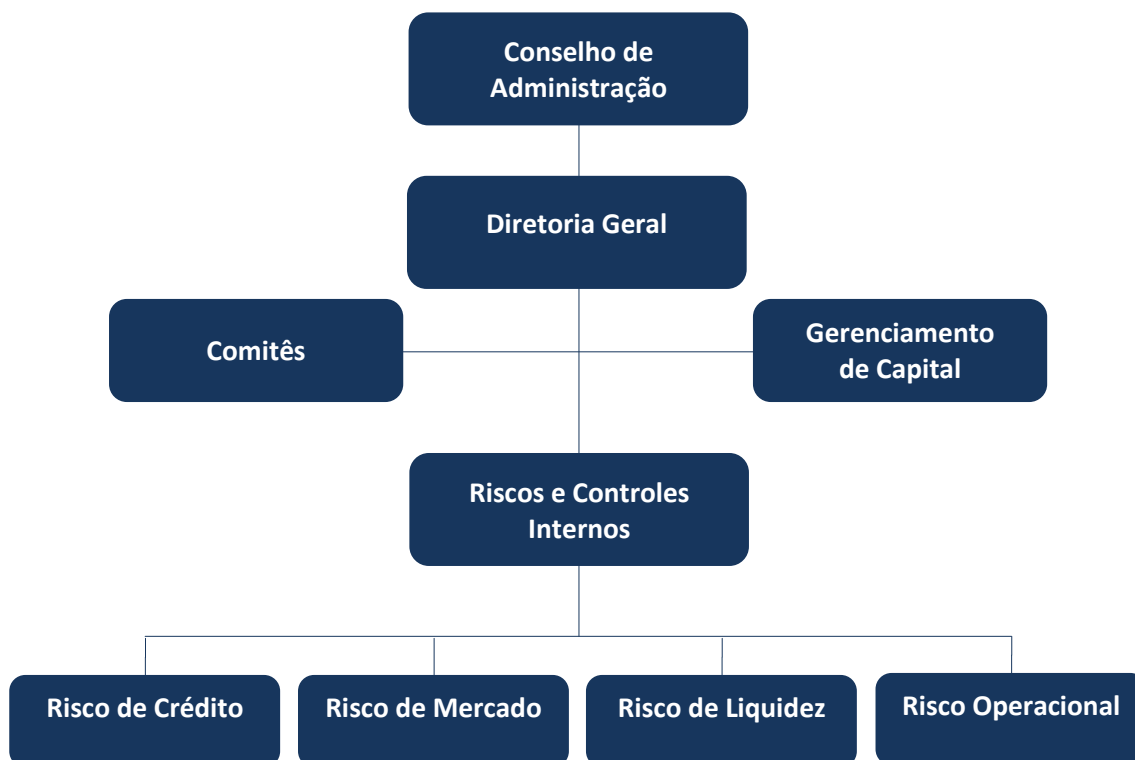 Conselho de
Administração
Diretoria Geral
Comitês
Gerenciamento
de Capital
Riscos e Controles
Internos
Risco de Crédito
Risco de Mercado
Risco de Liquidez
Risco Operacional